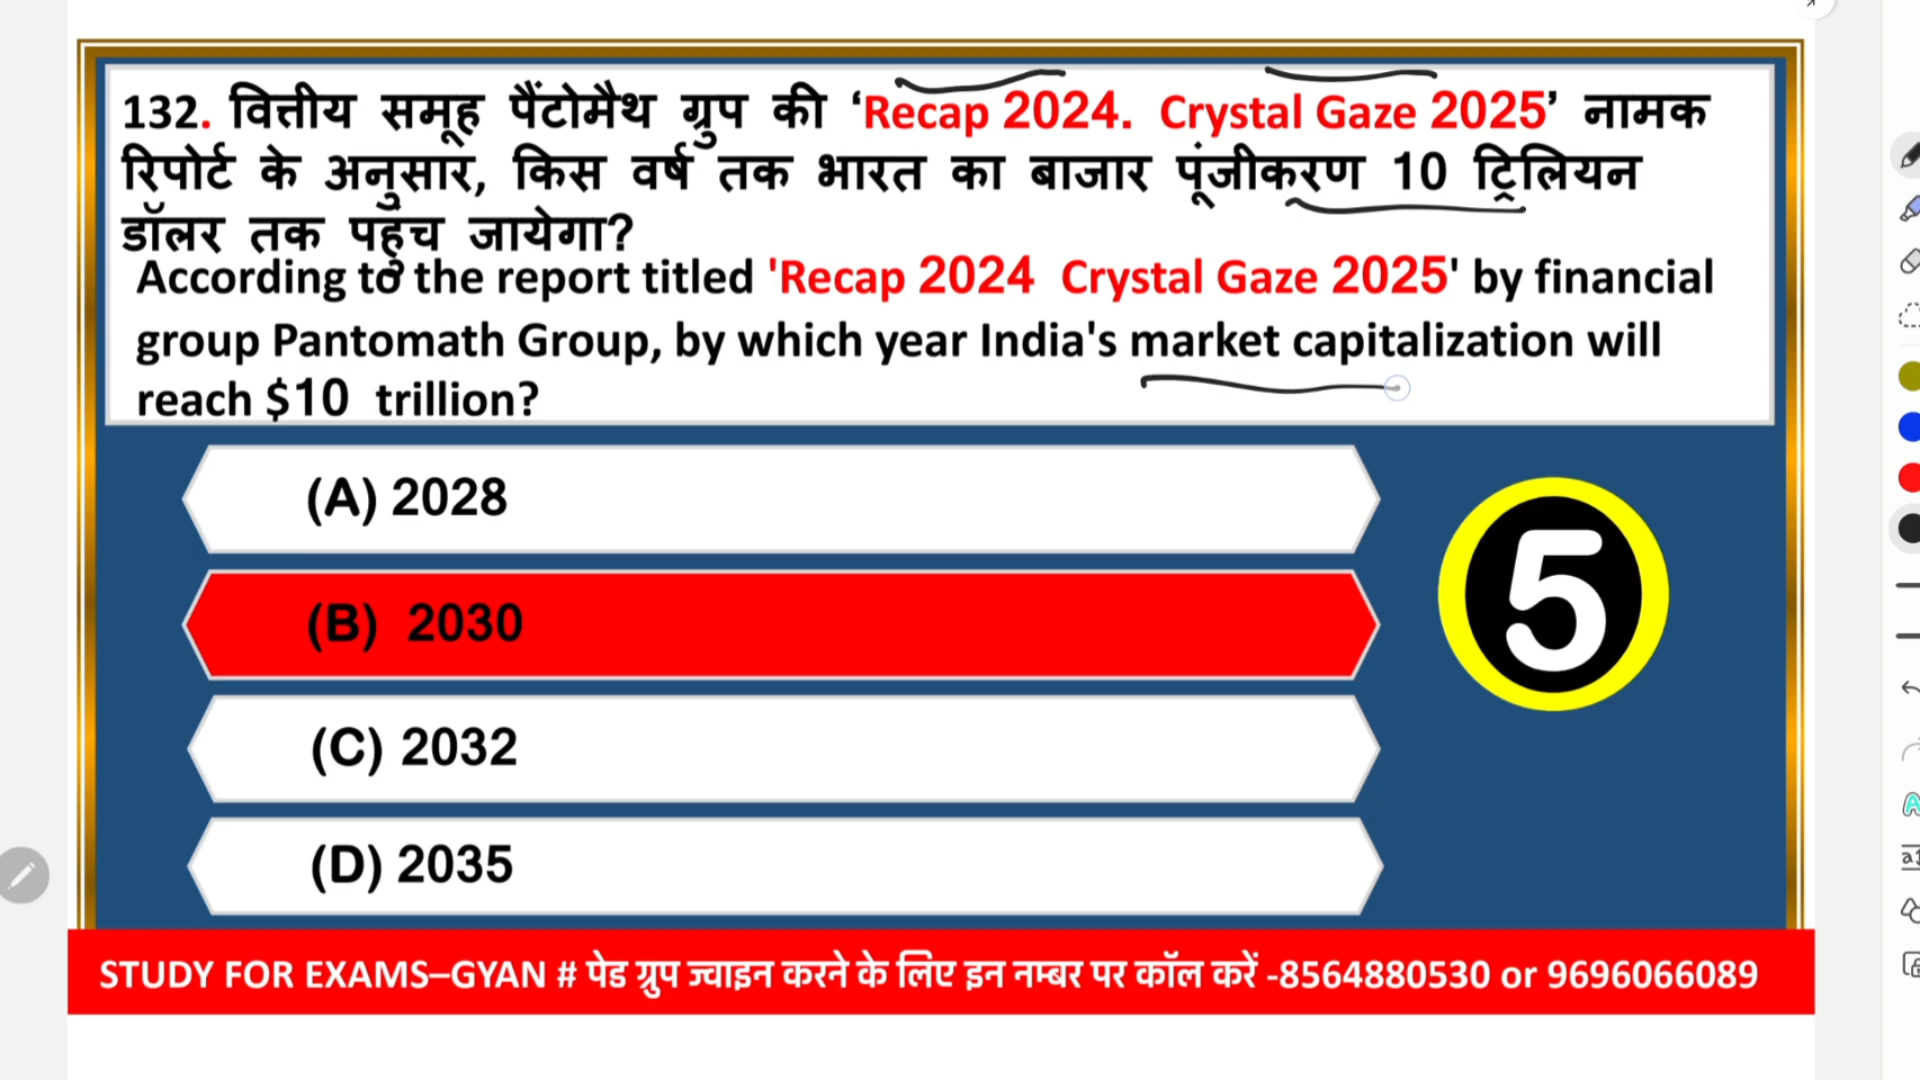 132. वित्तीय समूह पैंटोमैथ ग्रुप की ‘Recap 2024. Crystal Gaze 2025’ नामक
रिपोर्ट के अनुसार, किस वर्ष तक भारत का बाजार पूंजीकरण 10 ट्रिलियन
डॉलर तक पहुंच जायेगा?
According to the report titled 'Recap 2024 Crystal Gaze 2025' by financial
group Pantomath Group, by which year India's market capitalization will
reach $10 trillion?
(A) 2028
(B) 2030
5
(C) 2032
(D) 2035
STUDY FOR EXAMS–GYAN # पेड ग्रुप ज्वाइन करने के लिए इन नम्बर पर कॉल करें -8564880530 or 9696066089